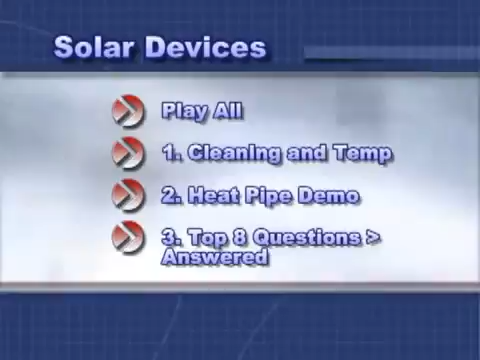 Solar Devices
Play All
1. Cleaning and Temp
2. Heat Pipe Demo
3. Top 8 Questions >
Answered